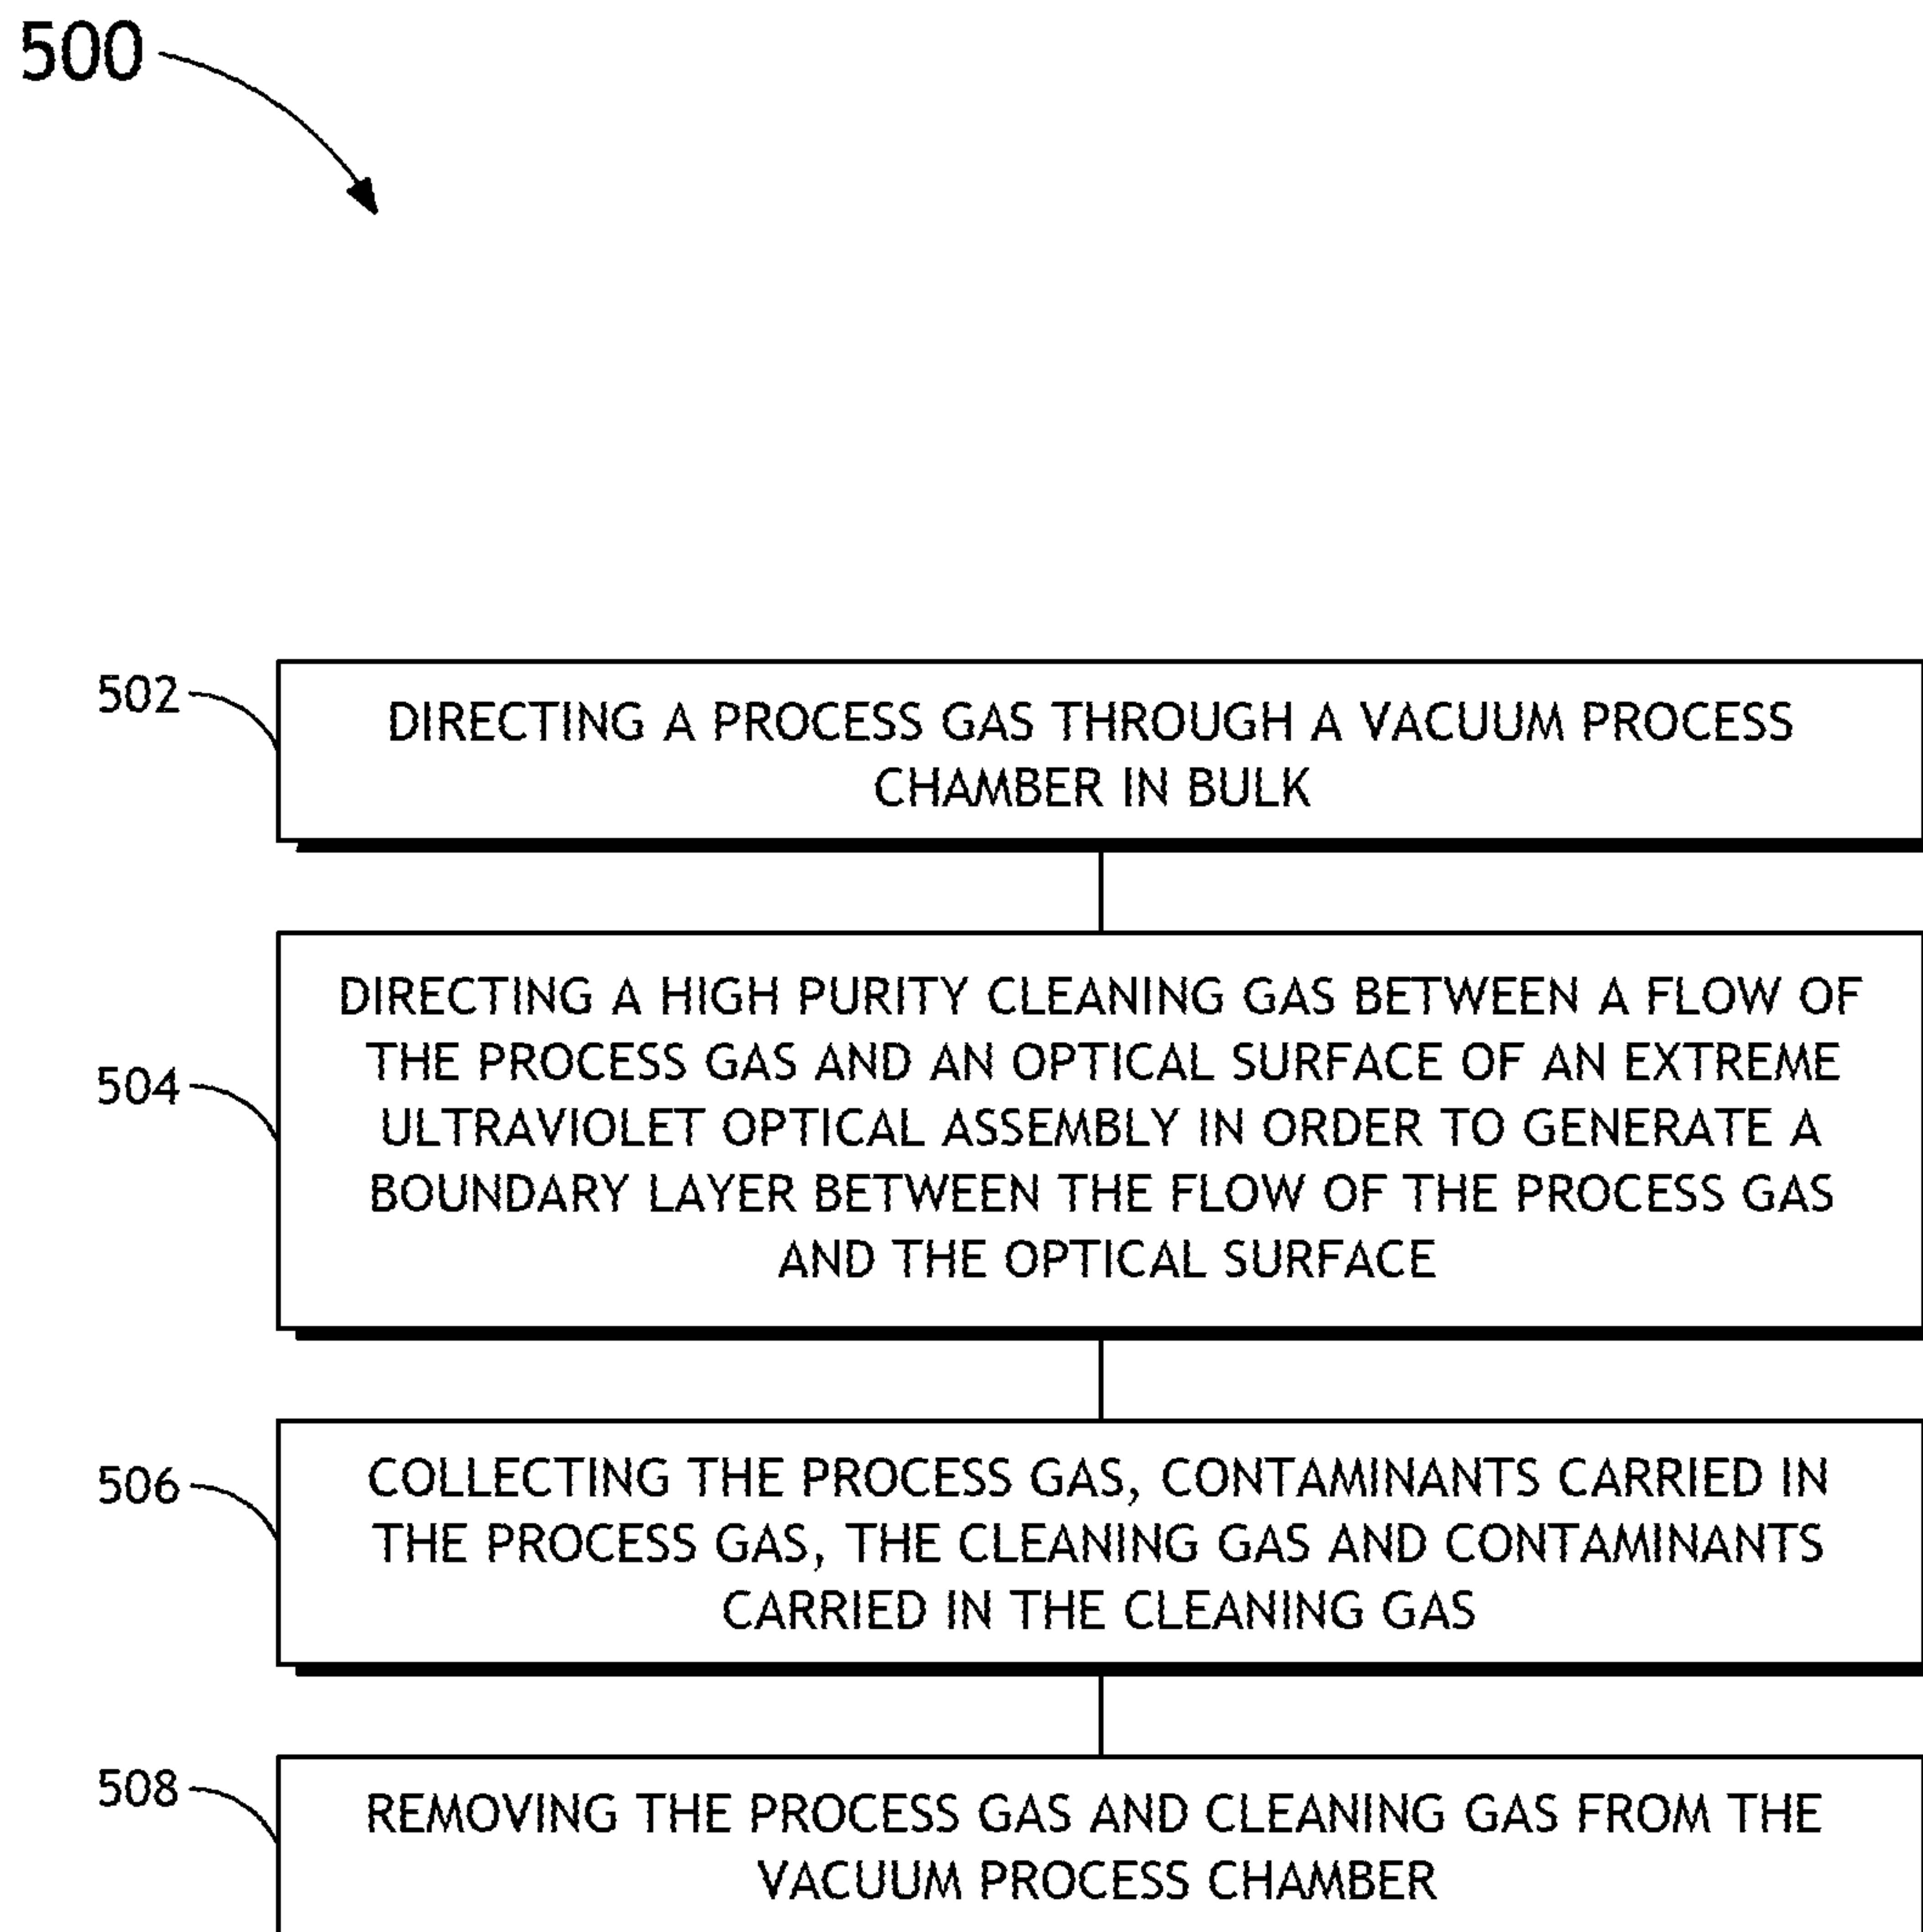 500
502
DIRECTING A PROCESS GAS THROUGH A VACUUM PROCESS
CHAMBER IN BULK
504
DIRECTING A HIGH PURITY CLEANING GAS BETWEEN A FLOW OF
THE PROCESS GAS AND AN OPTICAL SURFACE OF AN EXTREME
ULTRAVIOLET OPTICAL ASSEMBLY IN ORDER TO GENERATE A
BOUNDARY LAYER BETWEEN THE FLOW OF THE PROCESS GAS
AND THE OPTICAL SURFACE
506
COLLECTING THE PROCESS GAS, CONTAMINANTS CARRIED IN
THE PROCESS GAS, THE CLEANING GAS AND CONTAMINANTS
CARRIED IN THE CLEANING GAS
508
REMOVING THE PROCESS GAS AND CLEANING GAS FROM THE
VACUUM PROCESS CHAMBER